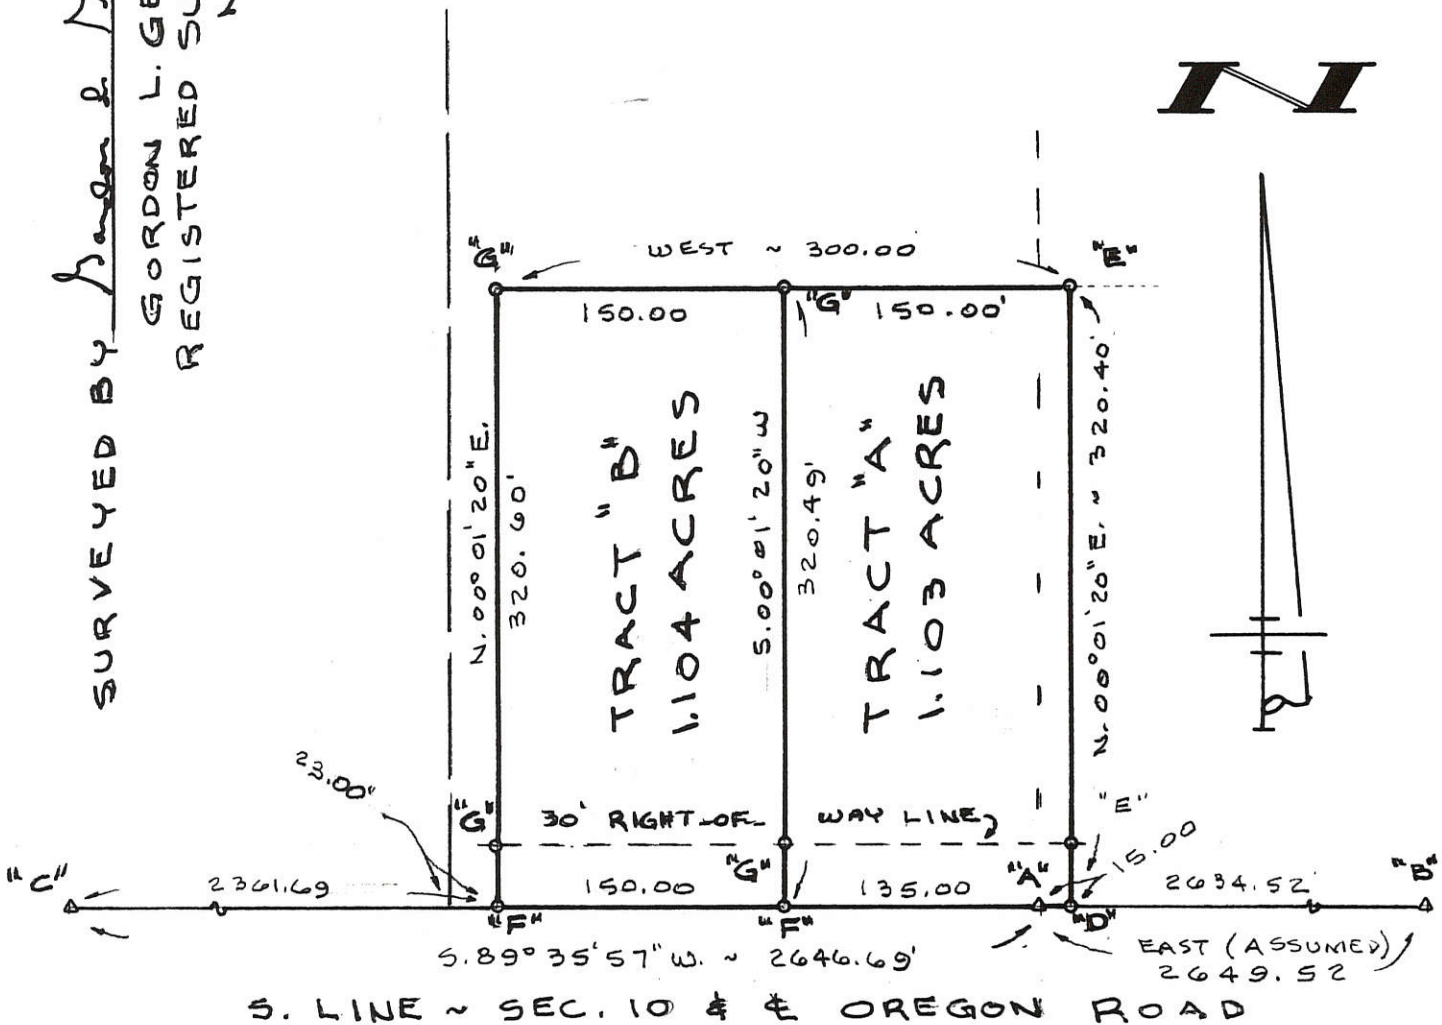 SURVEYED BY
GORDON L.
REGISTERED
N
"G"
WEST ~ 300.00
"E"
150.00
"G"
150.00'
N.00°01'20"E.
320.60'
TRACT "B"
1.104 ACRES
S.00°01'20"W
320.49'
TRACT "A"
1.103 ACRES
N.00°01'20"E. ~ 320.40'
23.00'
"G"
30' RIGHT-OF-WAY LINE
"E"
15.00
"C"
2361.69
150.00
"G"
135.00
"A"
2634.52
"B"
"F"
"F"
"D"
S.89°35'57"W. ~ 2646.69'
EAST (ASSUMED)
2649.52
S. LINE ~ SEC. 10 & ℄ OREGON ROAD